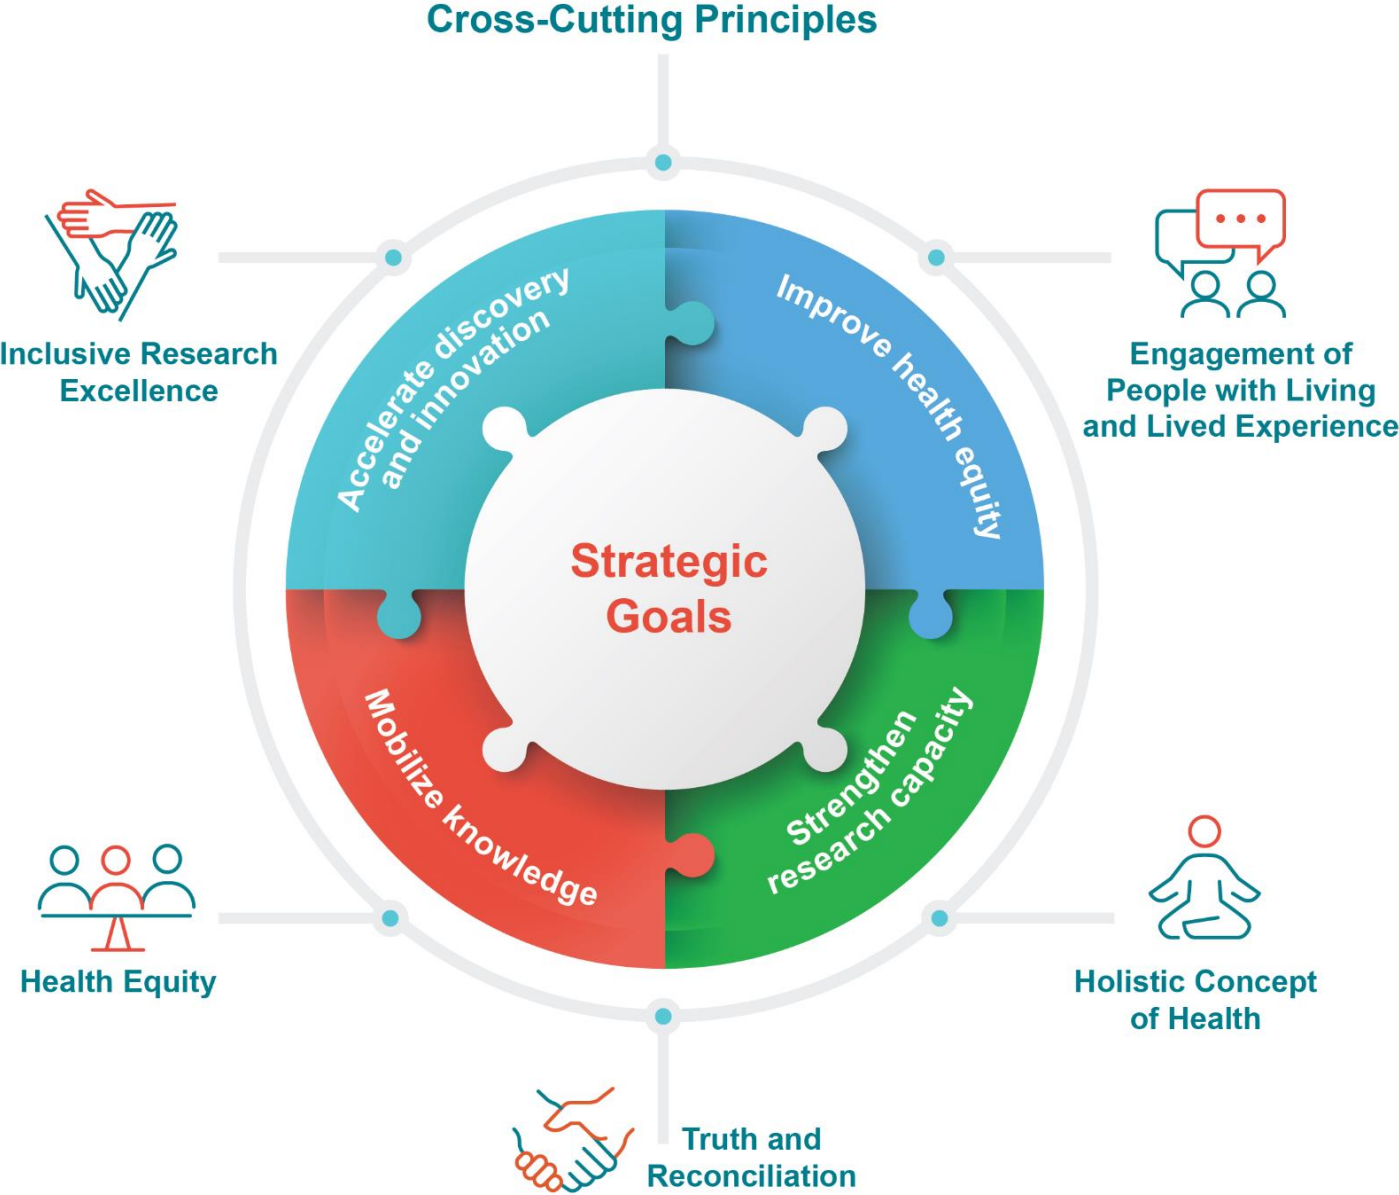 Cross-Cutting Principles
Inclusive Research
Excellence
Engagement of
People with Living
and Lived Experience
Accelerate discovery
and innovation
Improve health equity
Strategic
Goals
Mobilize knowledge
Strengthen
research capacity
Health Equity
Holistic Concept
of Health
Truth and
Reconciliation